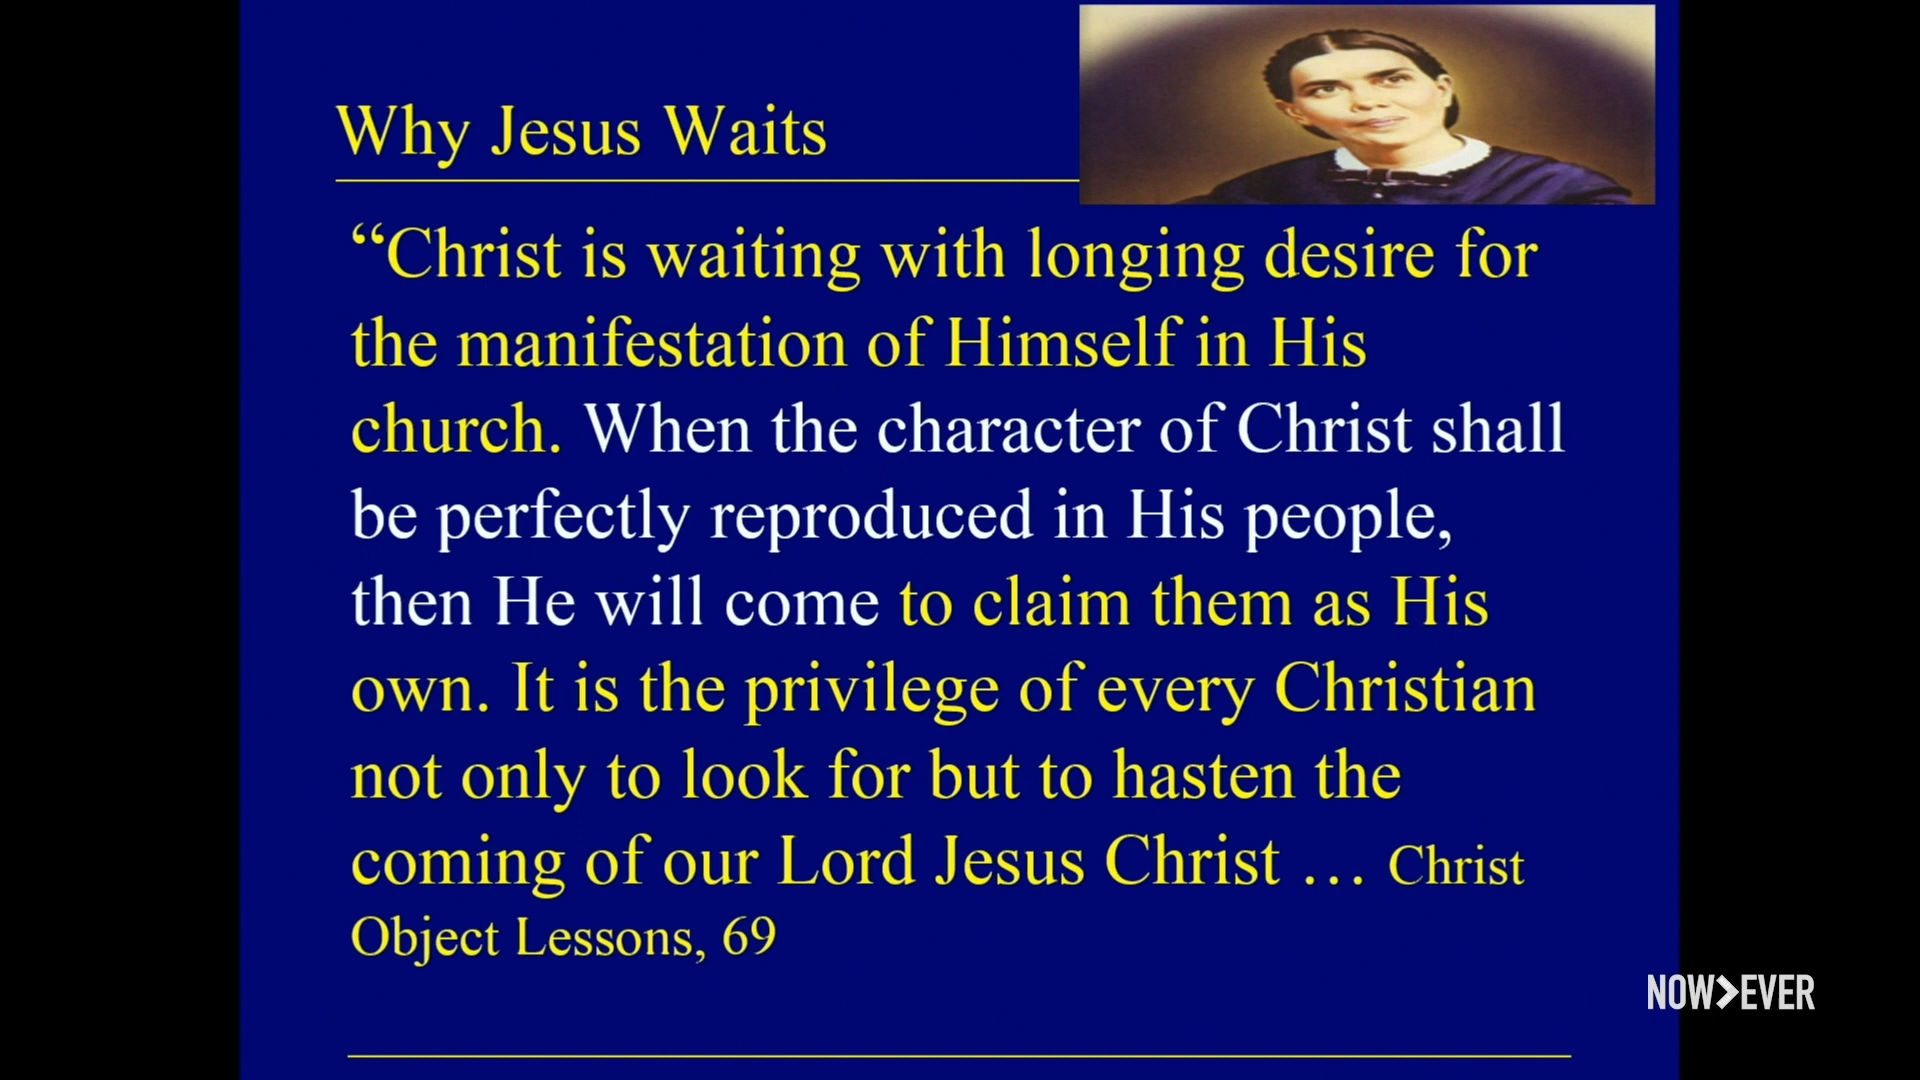 Why Jesus Waits
“Christ is waiting with longing desire for
the manifestation of Himself in His
church. When the character of Christ shall
be perfectly reproduced in His people,
then He will come to claim them as His
own. It is the privilege of every Christian
not only to look for but to hasten the
coming of our Lord Jesus Christ … Christ
Object Lessons, 69
NOW>EVER